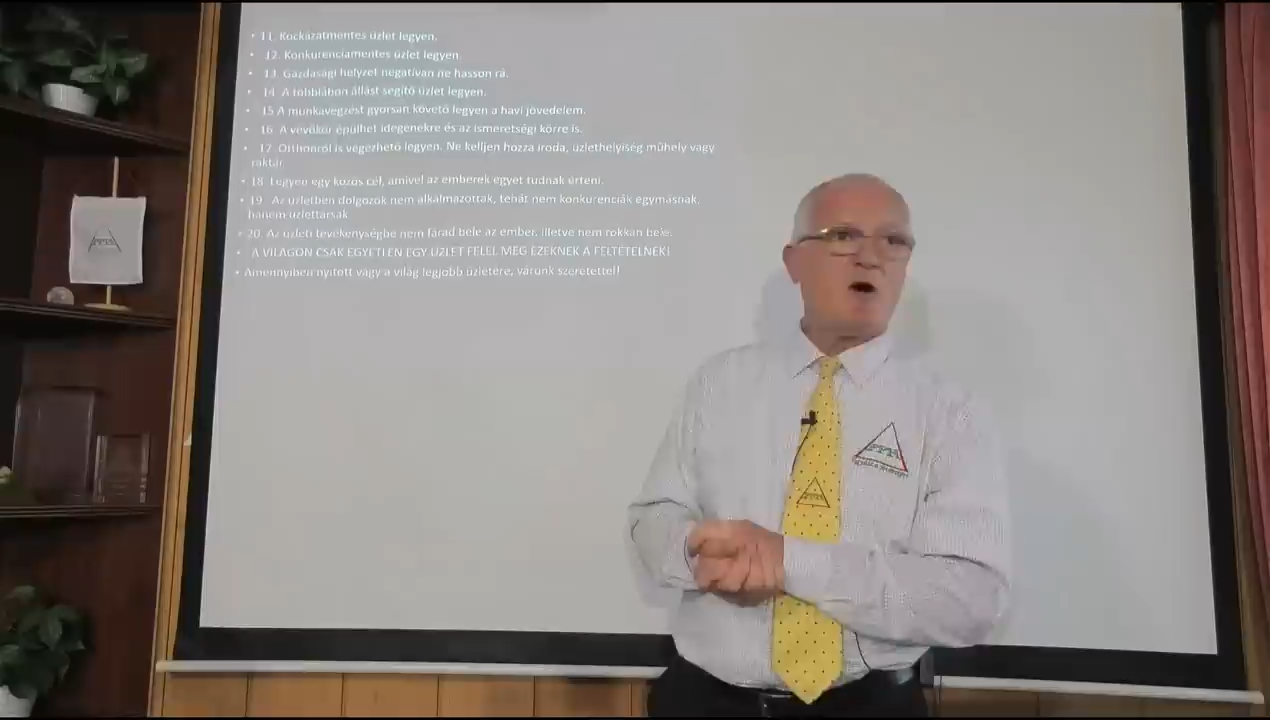 • 11. Kockázatmentes üzlet legyen.
• 12. Konkurenciamentes üzlet legyen.
• 13. Gazdasági helyzet negatívan ne hasson rá.
• 14. A többlábon állást segítő üzlet legyen.
• 15 A munkavégzést gyorsan követő legyen a havi jövedelem.
• 16. A vevőkör épülhet idegenekre és az ismeretségi körre is.
• 17. Otthonról is végezhető legyen. Ne kelljen hozzá iroda, üzlethelyiség műhely vagy
raktár
• 18. Legyen egy közös cél, amivel az emberek egyet tudnak érteni.
• 19. Az üzletben dolgozók nem alkalmazottak, tehát nem konkurenciák egymásnak,
hanem üzlettársak
• 20. Az üzleti tevékenységbe nem fárad bele az ember, illetve nem rokkan bele.
• A VILÁGON CSAK EGYETLEN EGY ÜZLET FELEL MEG EZEKNEK A FELTÉTELNEK!
• Amennyiben nyitott vagy a világ legjobb üzletére, várunk szeretettel!